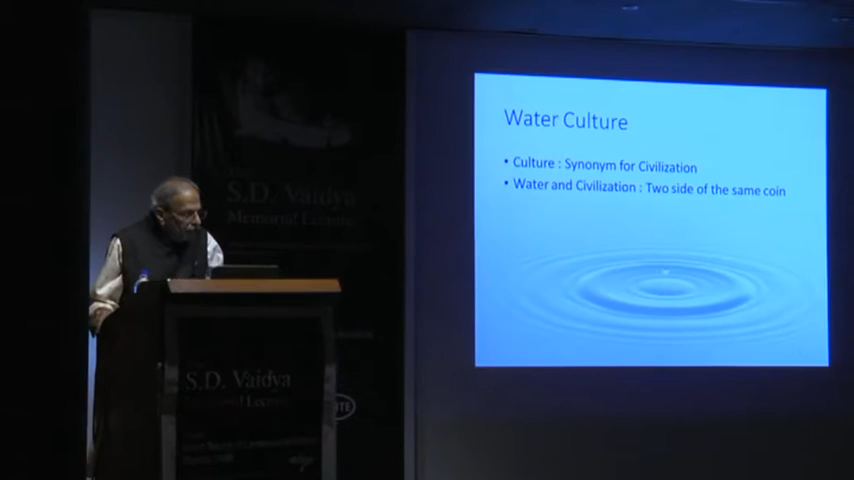 S.D. Vaidya
Memorial Lecture
Water Culture
• Culture : Synonym for Civilization
• Water and Civilization : Two side of the same coin
S.D. Vaidya